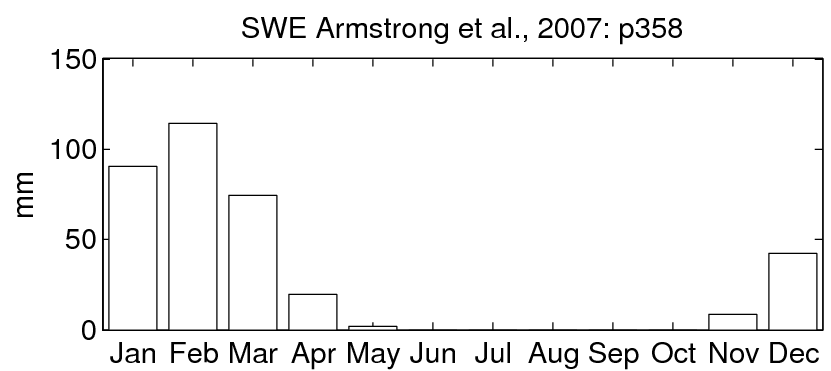 SWE Armstrong et al., 2007: p358
150
100
50
0
mm
Jan Feb Mar Apr May Jun Jul Aug Sep Oct Nov Dec